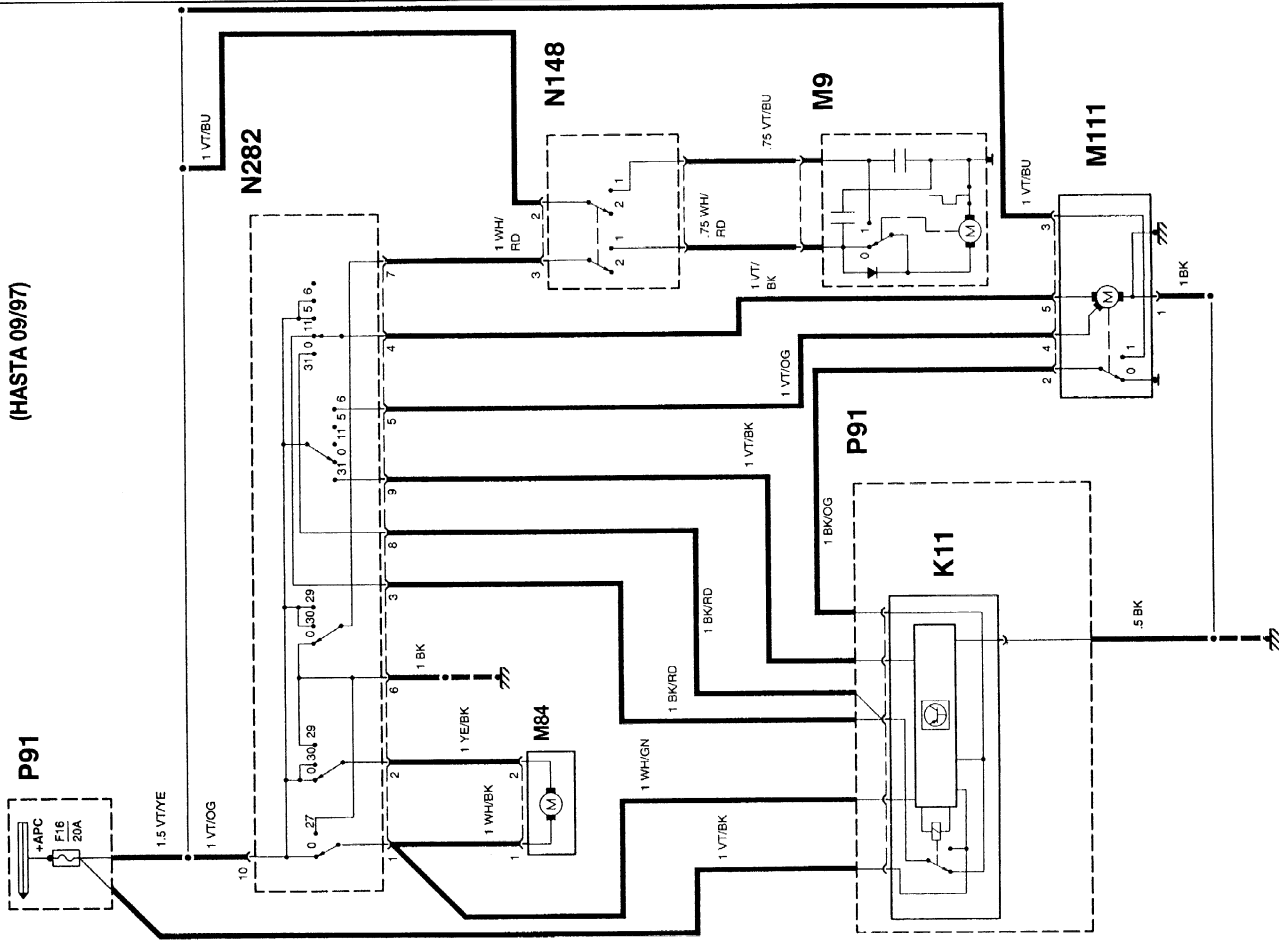 (HASTA 09/97)
P91
+APC
F16
20A
1.5 VT/YE
1 VT/OG
10
1 VT/BU
N282
0 27
0 30 29
0 30 29
31 0 11 5 6
31 0 11 5 6
1
2
6
3
8
9
5
4
7
1 WH/BK
1 YE/BK
1 BK
1
2
M84
M
1 WH/
RD
3
2
N148
2 1
2 1
.75 WH/
RD
.75 VT/BU
M9
0 1
M
1 VT/
BK
1 VT/OG
1 VT/BU
2
4
5
3
M111
M
0 1
1
1 BK
1 VT/BK
1 BK/OG
1 BK/RD
1 BK/RD
1 WH/GN
1 VT/BK
P91
K11
.5 BK